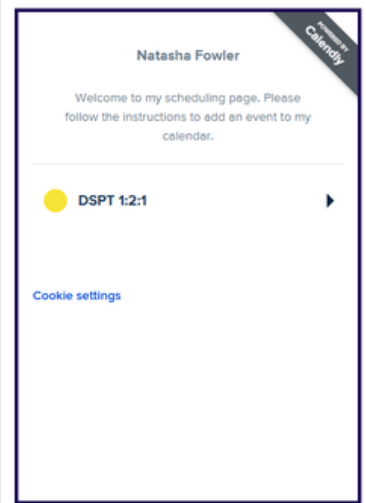 POWERED BY
Calendly
Natasha Fowler
Welcome to my scheduling page. Please
follow the instructions to add an event to my
calendar.
DSPT 1:2:1
Cookie settings